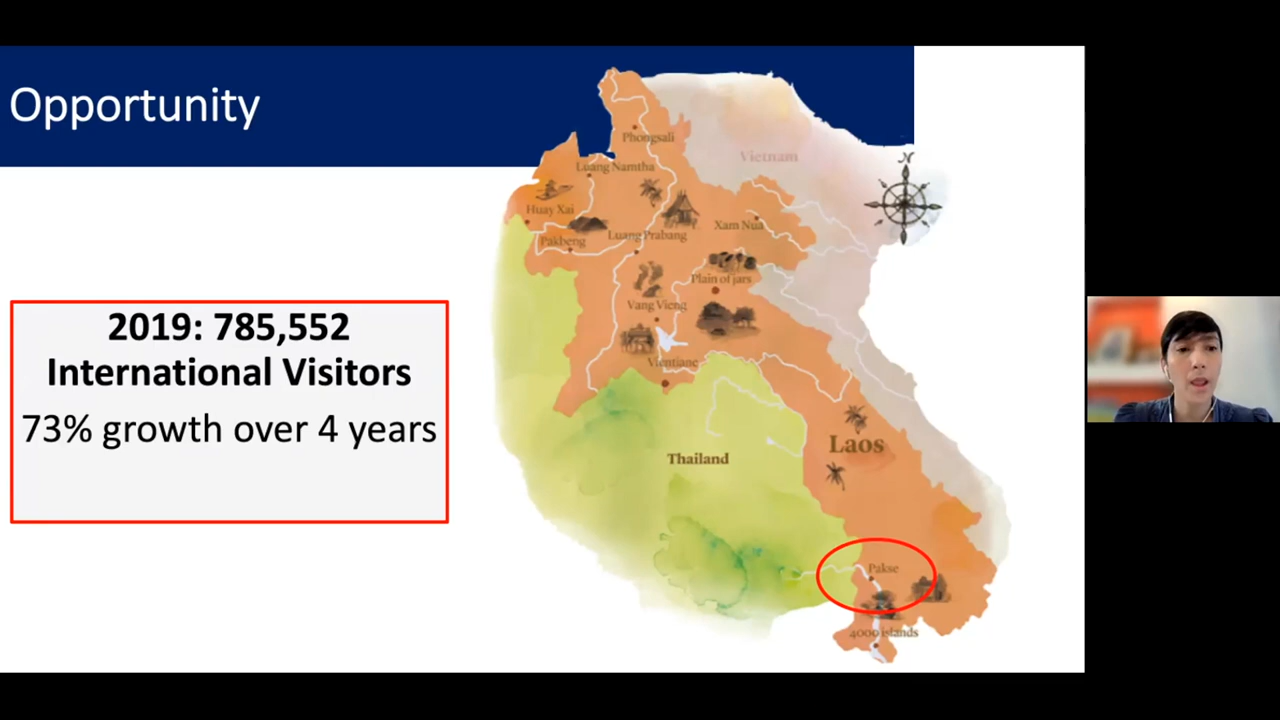 Opportunity
2019: 785,552
International Visitors
73% growth over 4 years
Phongsali
Vietnam
N
Luang Namtha
Huay Xai
Xam Nua
Pakbeng
Luang Prabang
Plain of jars
Vang Vieng
Vientiane
Laos
Thailand
Pakse
4000 islands